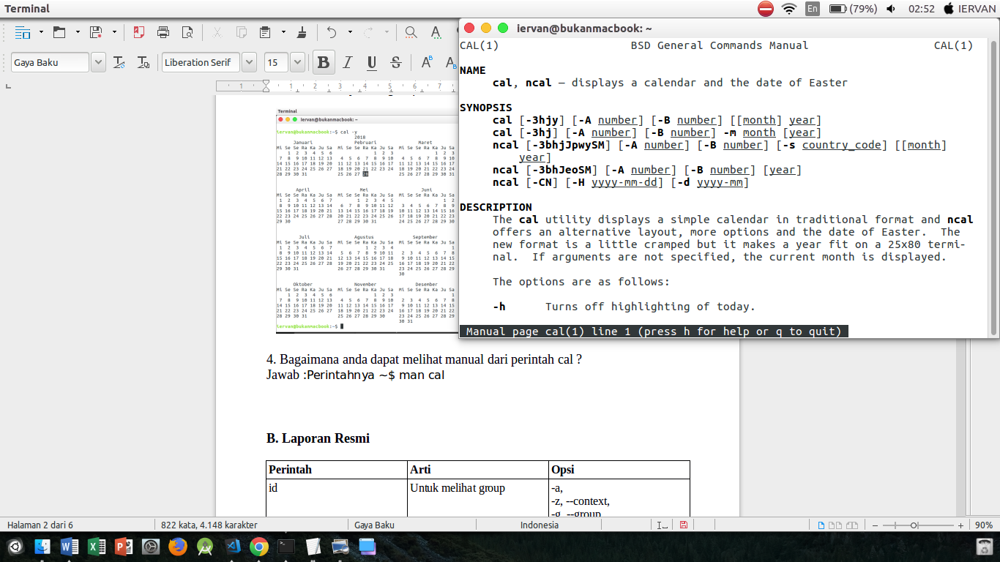 Terminal
En
(79%)
02:52
IERVAN
Gaya Baku
Liberation Serif
15
B I U S
1 1 2 3 4 5 6 7
Terminal
iervan@bukanmacbook: ~
iervan@bukanmacbook:~$ cal -y
2018
Januari Februari Maret
Mi Se Se Ra Ka Ju Sa Mi Se Se Ra Ka Ju Sa Mi Se Se Ra Ka Ju Sa
1 2 3 4 5 6 1 2 3 1 2 3
7 8 9 10 11 12 13 4 5 6 7 8 9 10 4 5 6 7 8 9 10
14 15 16 17 18 19 20 11 12 13 14 15 16 17 11 12 13 14 15 16 17
21 22 23 24 25 26 27 18 19 20 21 22 23 24 18 19 20 21 22 23 24
28 29 30 31 25 26 27 28 25 26 27 28 29 30 31
April Mei Juni
Mi Se Se Ra Ka Ju Sa Mi Se Se Ra Ka Ju Sa Mi Se Se Ra Ka Ju Sa
1 2 3 4 5 6 7 1 2 3 4 5 1 2
8 9 10 11 12 13 14 6 7 8 9 10 11 12 3 4 5 6 7 8 9
15 16 17 18 19 20 21 13 14 15 16 17 18 19 10 11 12 13 14 15 16
22 23 24 25 26 27 28 20 21 22 23 24 25 26 17 18 19 20 21 22 23
29 30 27 28 29 30 31 24 25 26 27 28 29 30
Juli Agustus September
Mi Se Se Ra Ka Ju Sa Mi Se Se Ra Ka Ju Sa Mi Se Se Ra Ka Ju Sa
1 2 3 4 5 6 7 1 2 3 4 1
8 9 10 11 12 13 14 5 6 7 8 9 10 11 2 3 4 5 6 7 8
15 16 17 18 19 20 21 12 13 14 15 16 17 18 9 10 11 12 13 14 15
22 23 24 25 26 27 28 19 20 21 22 23 24 25 16 17 18 19 20 21 22
29 30 31 26 27 28 29 30 31 23 24 25 26 27 28 29
30
Oktober November Desember
Mi Se Se Ra Ka Ju Sa Mi Se Se Ra Ka Ju Sa Mi Se Se Ra Ka Ju Sa
1 2 3 4 5 6 1 2 3 1
7 8 9 10 11 12 13 4 5 6 7 8 9 10 2 3 4 5 6 7 8
14 15 16 17 18 19 20 11 12 13 14 15 16 17 9 10 11 12 13 14 15
21 22 23 24 25 26 27 18 19 20 21 22 23 24 16 17 18 19 20 21 22
28 29 30 31 25 26 27 28 29 30 23 24 25 26 27 28 29
30 31
iervan@bukanmacbook:~$
4. Bagaimana anda dapat melihat manual dari perintah cal ?
Jawab :Perintahnya ~$ man cal
B. Laporan Resmi
Perintah Arti Opsi
id Untuk melihat group -a,
-z, --context,
-g, --group
iervan@bukanmacbook: ~
CAL(1) BSD General Commands Manual CAL(1)
NAME
cal, ncal — displays a calendar and the date of Easter
SYNOPSIS
cal [-3hjy] [-A number] [-B number] [[month] year]
cal [-3hj] [-A number] [-B number] -m month [year]
ncal [-3bhjJpwySM] [-A number] [-B number] [-s country_code] [[month]
year]
ncal [-3bhJeoSM] [-A number] [-B number] [year]
ncal [-CN] [-H yyyy-mm-dd] [-d yyyy-mm]
DESCRIPTION
The cal utility displays a simple calendar in traditional format and ncal
offers an alternative layout, more options and the date of Easter. The
new format is a little cramped but it makes a year fit on a 25x80 termi-
nal. If arguments are not specified, the current month is displayed.
The options are as follows:
-h Turns off highlighting of today.
Manual page cal(1) line 1 (press h for help or q to quit)
Halaman 2 dari 6
822 kata, 4.148 karakter
Gaya Baku
Indonesia
90%